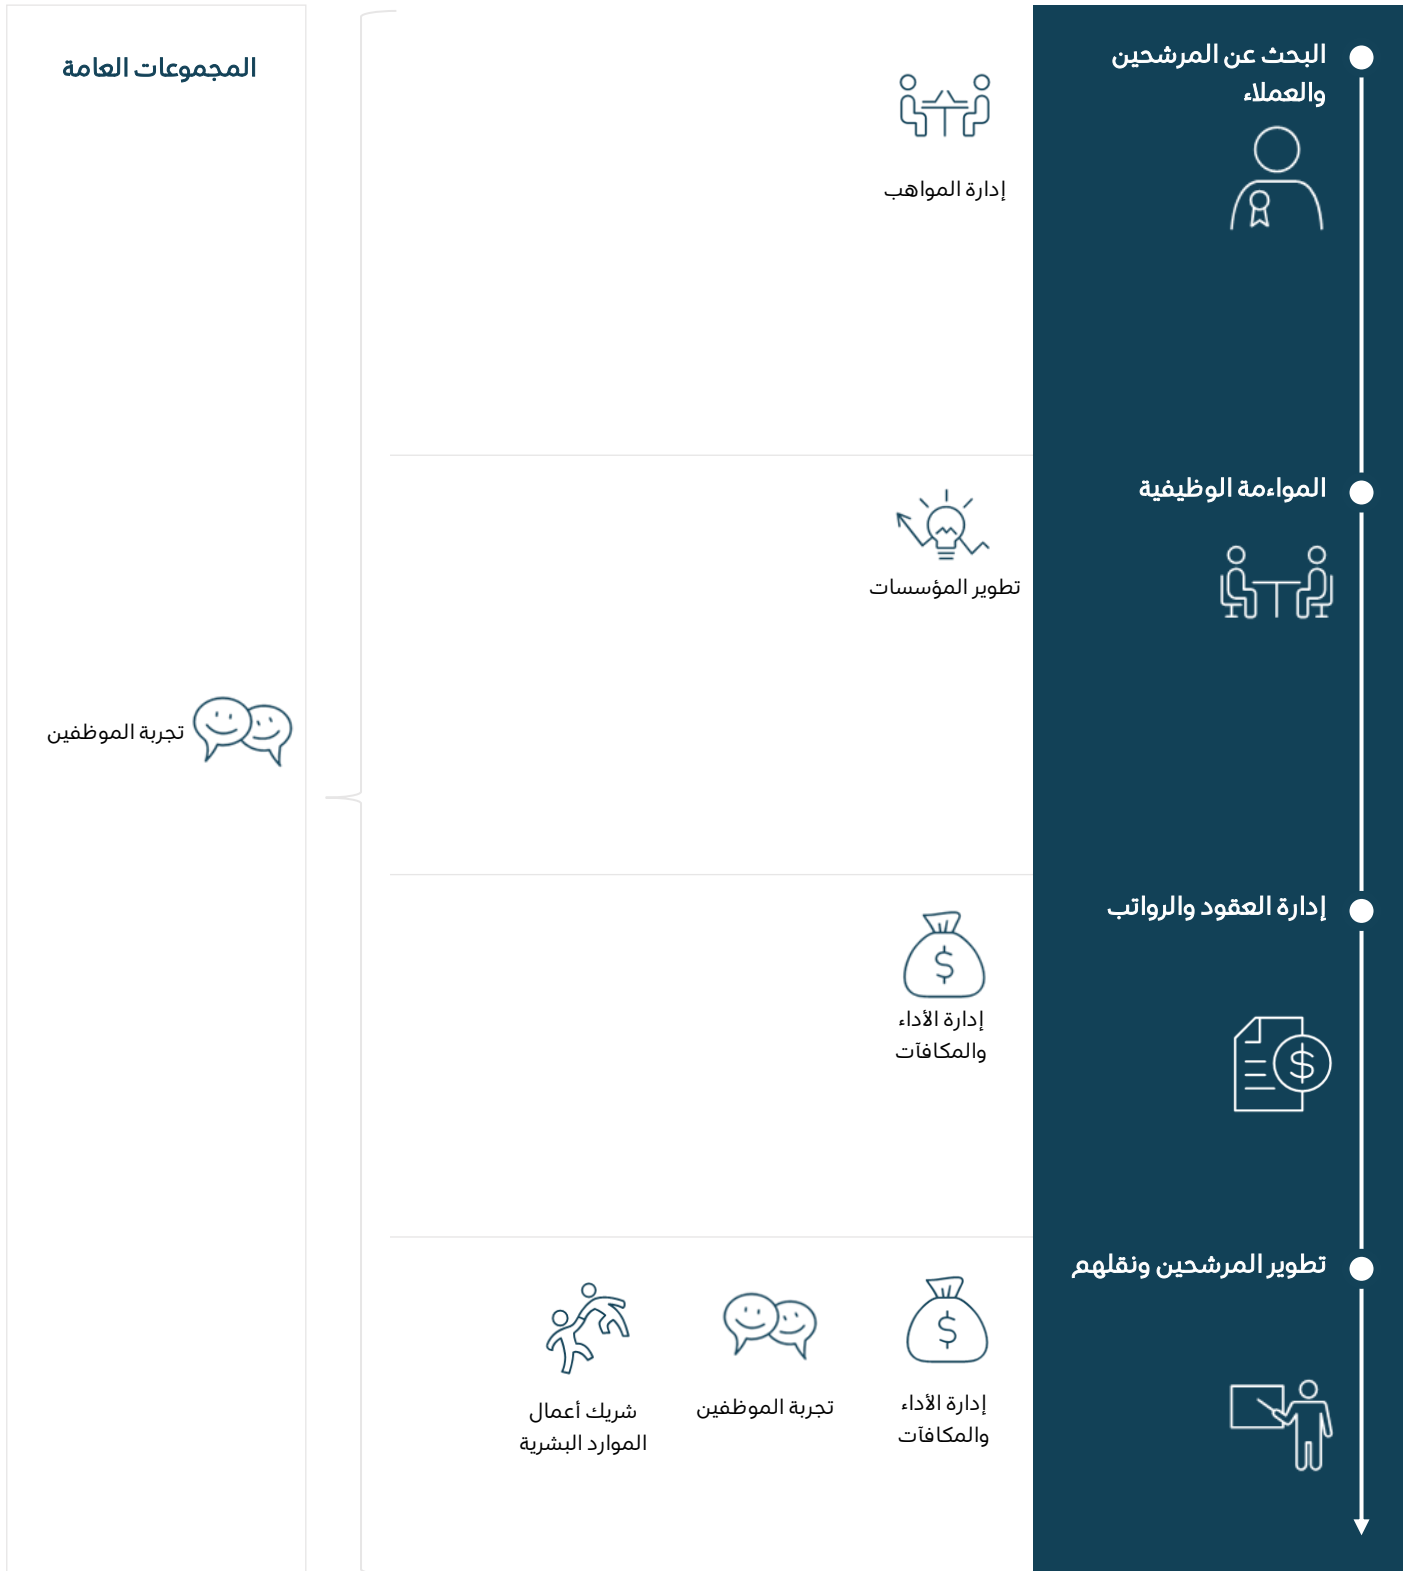 البحث عن المرشحين
والعملاء
إدارة المواهب
المواءمة الوظيفية
تطوير المؤسسات
إدارة العقود والرواتب
إدارة الأداء
والمكافآت
تطوير المرشحين ونقلهم
إدارة الأداء
والمكافآت
تجربة الموظفين
شريك أعمال
الموارد البشرية
المجموعات العامة
تجربة الموظفين